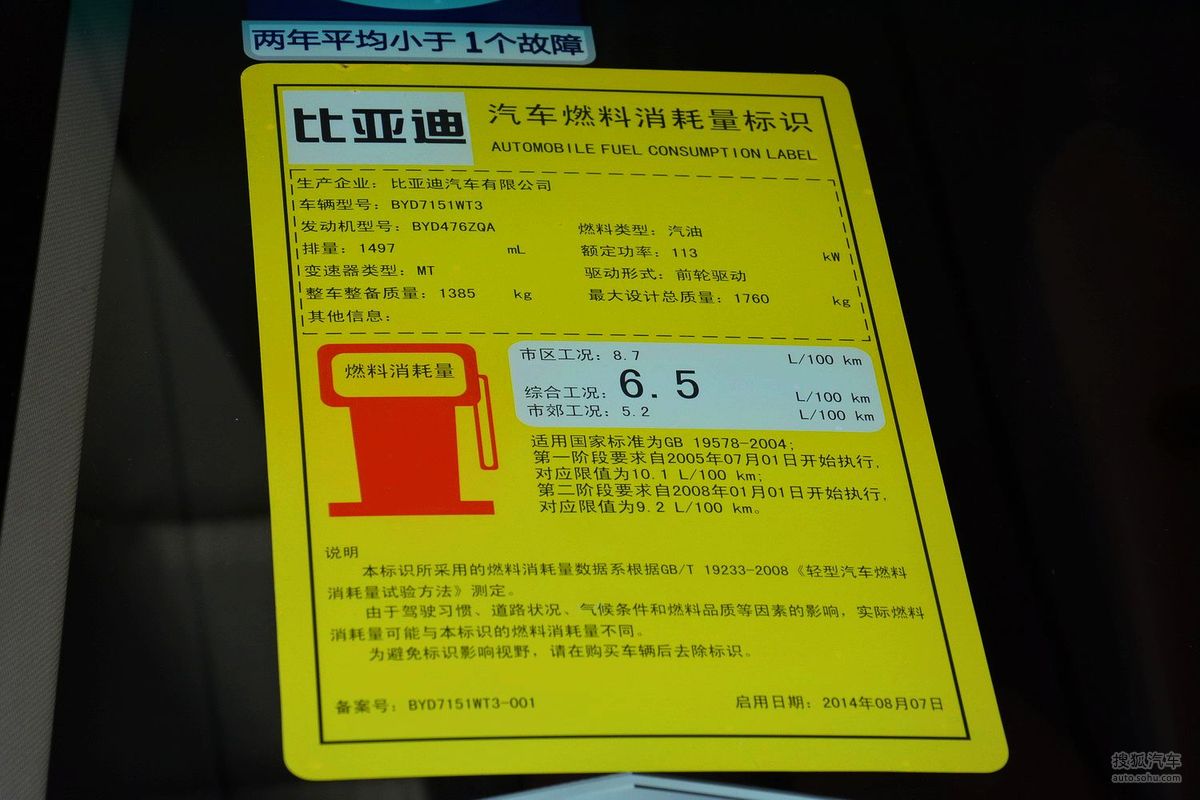 两年平均小于1个故障
比亚迪
汽车燃料消耗量标识
AUTOMOBILE FUEL CONSUMPTION LABEL
生产企业: 比亚迪汽车有限公司
车辆型号: BYD7151WT3
发动机型号: BYD476ZQA 燃料类型: 汽油
排量: 1497 mL 额定功率: 113 kW
变速器类型: MT 驱动形式: 前轮驱动
整车整备质量: 1385 kg 最大设计总质量: 1760 kg
其他信息:
燃料消耗量
市区工况: 8.7 L/100 km
综合工况: 6.5 L/100 km
市郊工况: 5.2 L/100 km
适用国家标准为GB 19578-2004;
第一阶段要求自2005年07月01日开始执行,
对应限值为10.1 L/100 km;
第二阶段要求自2008年01月01日开始执行,
对应限值为9.2 L/100 km。
说明
本标识所采用的燃料消耗量数据系根据GB/T 19233-2008《轻型汽车燃料
消耗量试验方法》测定。
由于驾驶习惯、道路状况、气候条件和燃料品质等因素的影响, 实际燃料
消耗量可能与本标识的燃料消耗量不同。
为避免标识影响视野, 请在购买车辆后去除标识。
备案号: BYD7151WT3-001 启用日期: 2014年08月07日
搜狐汽车
auto.sohu.com